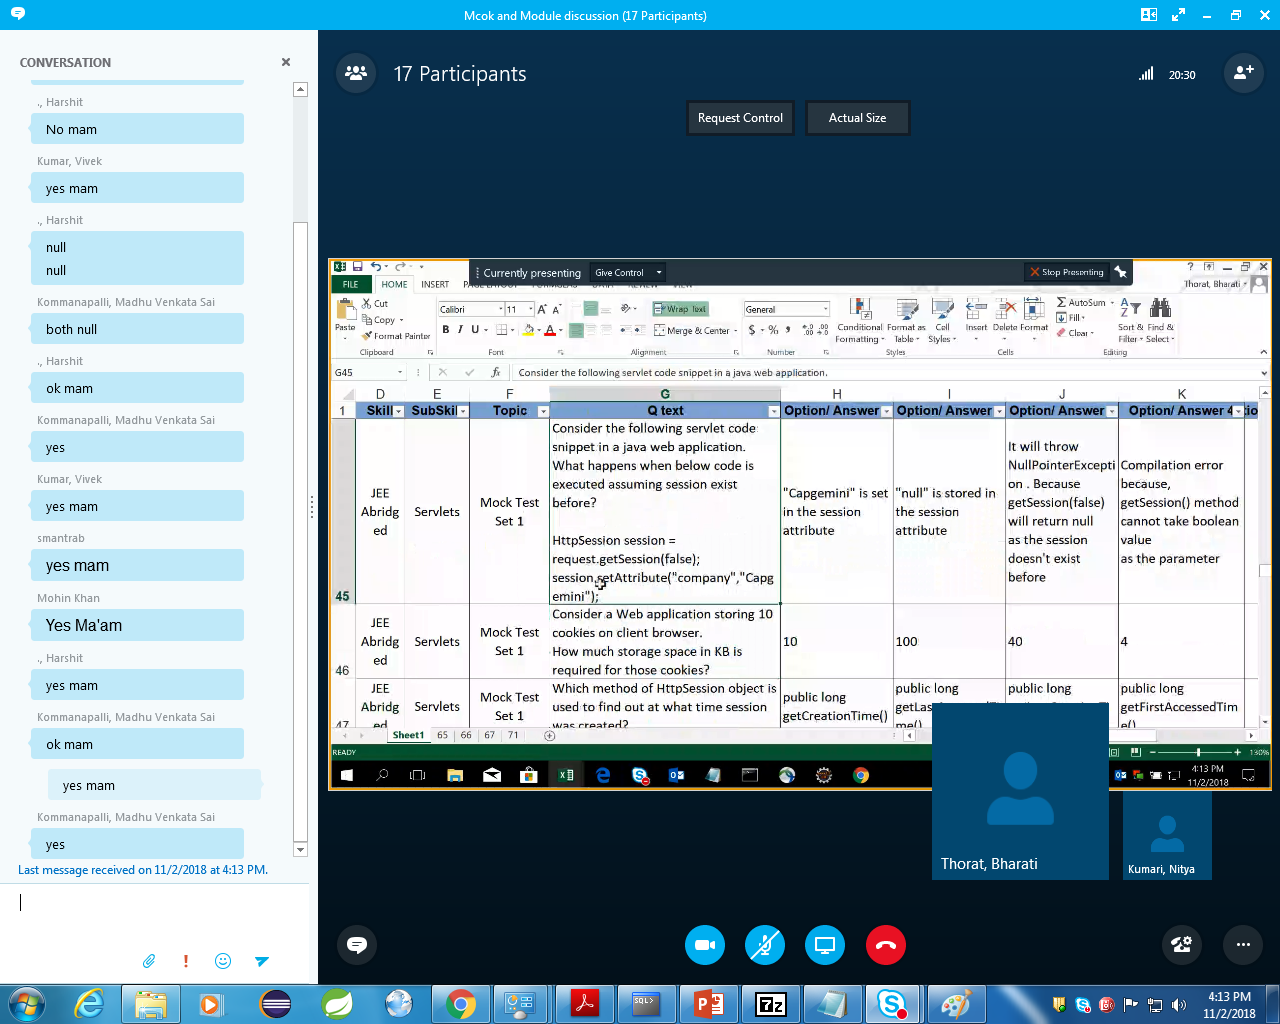 Mcok and Module discussion (17 Participants)
CONVERSATION
., Harshit
No mam
Kumar, Vivek
yes mam
., Harshit
null
null
Kommanapalli, Madhu Venkata Sai
both null
., Harshit
ok mam
Kommanapalli, Madhu Venkata Sai
yes
Kumar, Vivek
yes mam
smantrab
yes mam
Mohin Khan
Yes Ma'am
., Harshit
yes mam
Kommanapalli, Madhu Venkata Sai
ok mam
yes mam
Kommanapalli, Madhu Venkata Sai
yes
Last message received on 11/2/2018 at 4:13 PM.
17 Participants
20:30
Request Control
Actual Size
Currently presenting
Give Control
Stop Presenting
FILE
HOME
INSERT
Thorat, Bharati
Paste
Cut
Copy
Format Painter
Clipboard
Calibri
11
B I U
Font
Wrap Text
Merge & Center
Alignment
General
$ % ,
Number
Conditional Formatting
Format as Table
Cell Styles
Styles
Insert
Delete
Format
Cells
AutoSum
Fill
Clear
Sort & Filter
Find & Select
Editing
G45
fx
Consider the following servlet code snippet in a java web application.
D E F G H I J K
1
Skill
SubSkil
Topic
Q text
Option/ Answer
Option/ Answer
Option/ Answer
Option/ Answer 4
45
JEE
Abridg
ed
Servlets
Mock Test
Set 1
Consider the following servlet code
snippet in a java web application.
What happens when below code is
executed assuming session exist
before?
HttpSession session =
request.getSession(false);
session.setAttribute("company","Capg
emini");
"Capgemini" is set
in the session
attribute
"null" is stored in
the session
attribute
It will throw
NullPointerExcepti
on . Because
getSession(false)
will return null
as the session
doesn't exist
before
Compilation error
because,
getSession() method
cannot take boolean
value
as the parameter
46
JEE
Abridg
ed
Servlets
Mock Test
Set 1
Consider a Web application storing 10
cookies on client browser.
How much storage space in KB is
required for those cookies?
10
100
40
4
47
JEE
Abridg
ed
Servlets
Mock Test
Set 1
Which method of HttpSession object is
used to find out at what time session
was created?
public long
getCreationTime()
public long
public long
public long
getFirstAccessedTim
e()
Sheet1
65
66
67
71
READY
130%
4:13 PM
11/2/2018
Thorat, Bharati
Kumari, Nitya
SQL>
7z
4:13 PM
11/2/2018